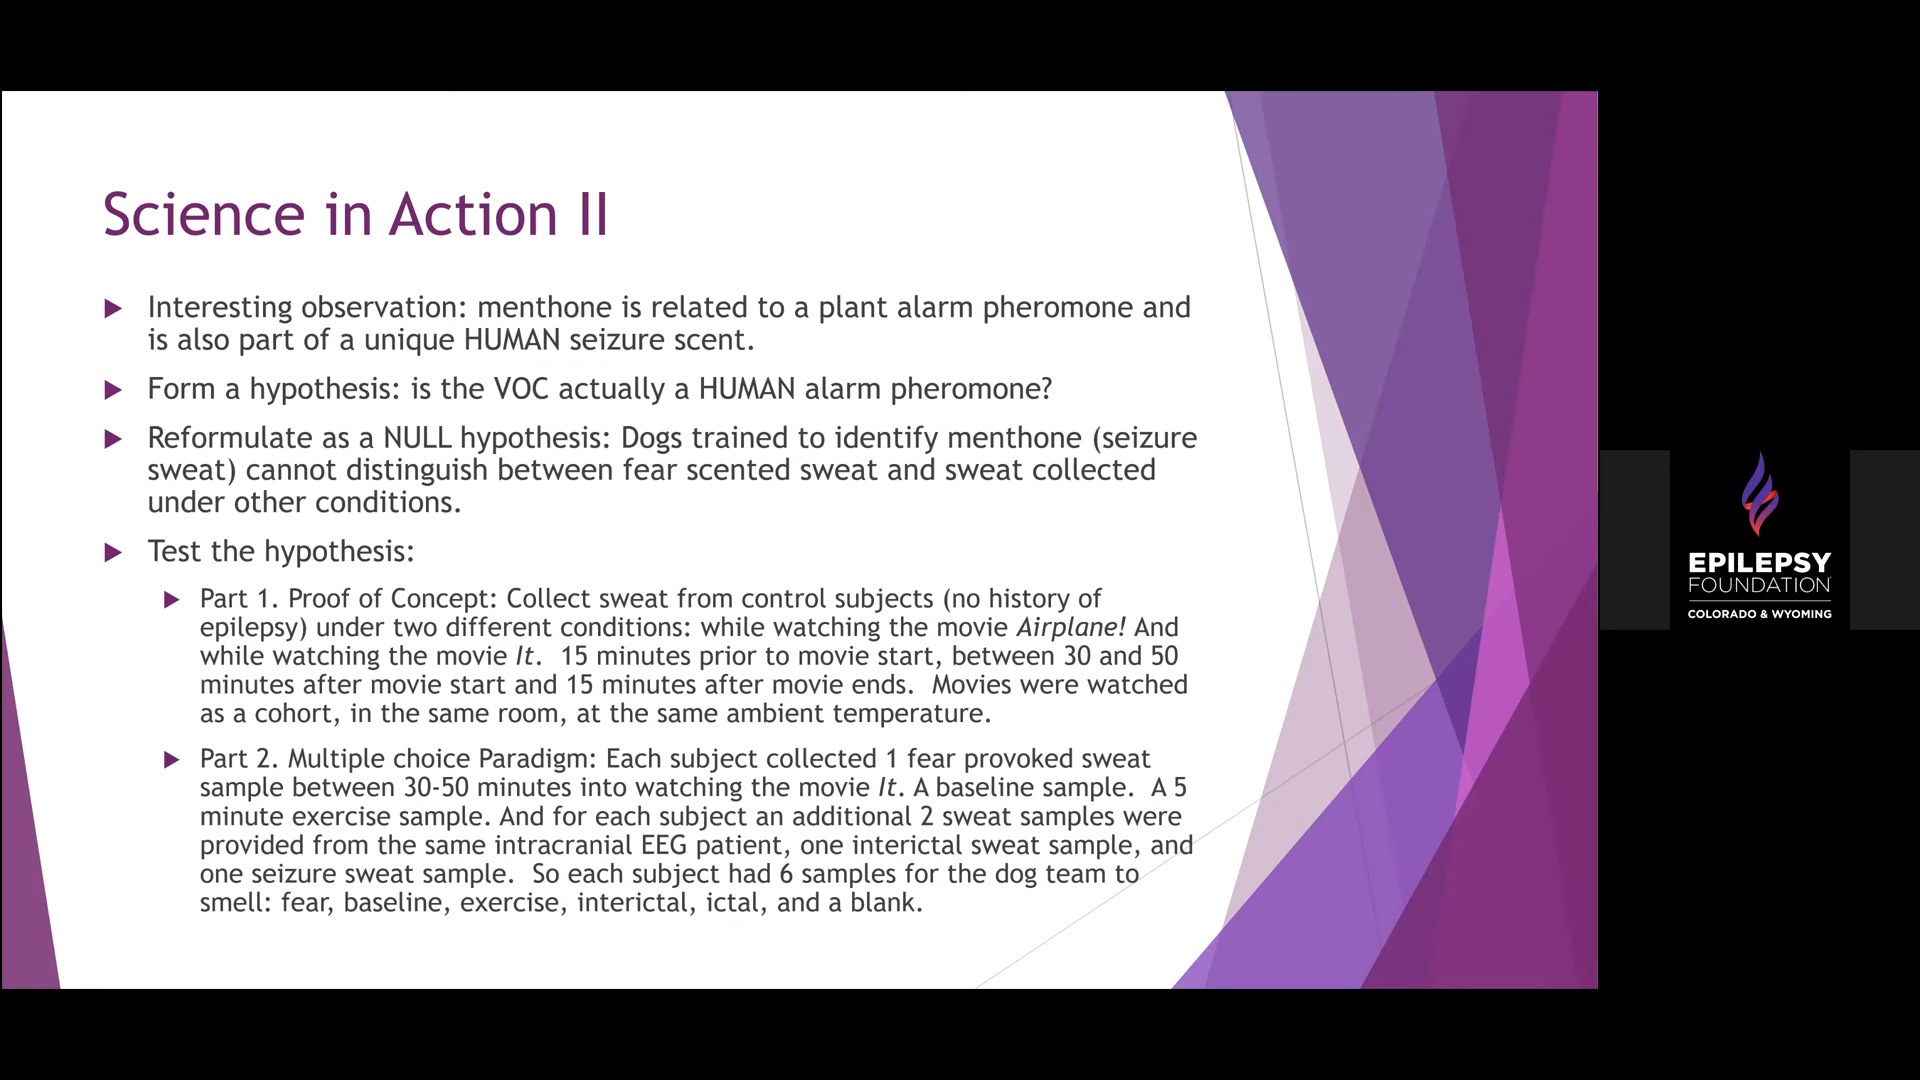 Science in Action II
Interesting observation: menthone is related to a plant alarm pheromone and
is also part of a unique HUMAN seizure scent.
Form a hypothesis: is the VOC actually a HUMAN alarm pheromone?
Reformulate as a NULL hypothesis: Dogs trained to identify menthone (seizure
sweat) cannot distinguish between fear scented sweat and sweat collected
under other conditions.
Test the hypothesis:
Part 1. Proof of Concept: Collect sweat from control subjects (no history of
epilepsy) under two different conditions: while watching the movie Airplane! And
while watching the movie It.  15 minutes prior to movie start, between 30 and 50
minutes after movie start and 15 minutes after movie ends.  Movies were watched
as a cohort, in the same room, at the same ambient temperature.
Part 2. Multiple choice Paradigm: Each subject collected 1 fear provoked sweat
sample between 30-50 minutes into watching the movie It. A baseline sample.  A 5
minute exercise sample. And for each subject an additional 2 sweat samples were
provided from the same intracranial EEG patient, one interictal sweat sample, and
one seizure sweat sample.  So each subject had 6 samples for the dog team to
smell: fear, baseline, exercise, interictal, ictal, and a blank.
EPILEPSY
FOUNDATION
COLORADO & WYOMING